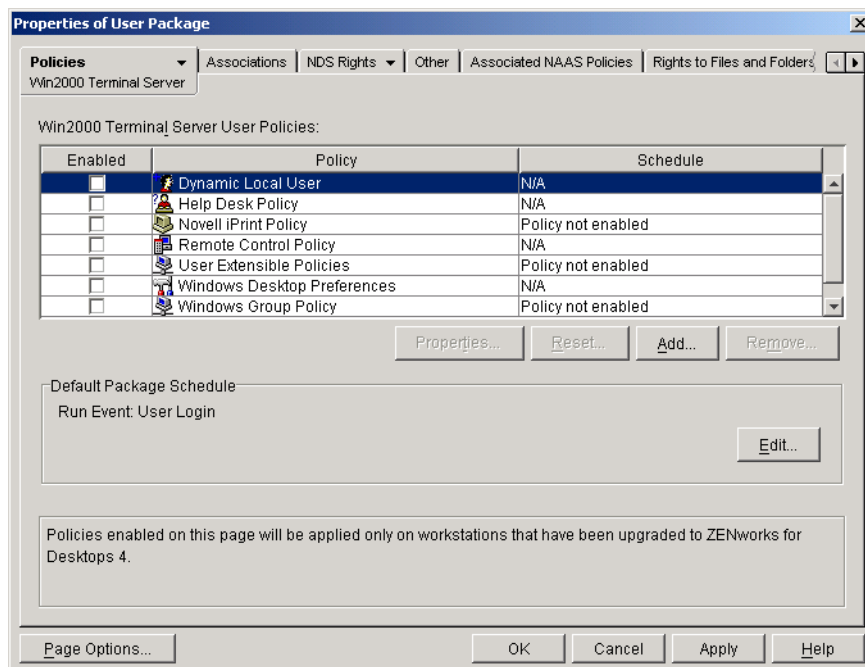 Properties of User Package
Policies Associations NDS Rights Other Associated NAAS Policies Rights to Files and Folders
Win2000 Terminal Server
Win2000 Terminal Server User Policies:
Enabled Policy Schedule
Dynamic Local User N/A
Help Desk Policy N/A
Novell iPrint Policy Policy not enabled
Remote Control Policy N/A
User Extensible Policies Policy not enabled
Windows Desktop Preferences N/A
Windows Group Policy Policy not enabled
Properties... Reset... Add... Remove...
Default Package Schedule
Run Event: User Login
Edit...
Policies enabled on this page will be applied only on workstations that have been upgraded to ZENworks for
Desktops 4.
Page Options... OK Cancel Apply Help